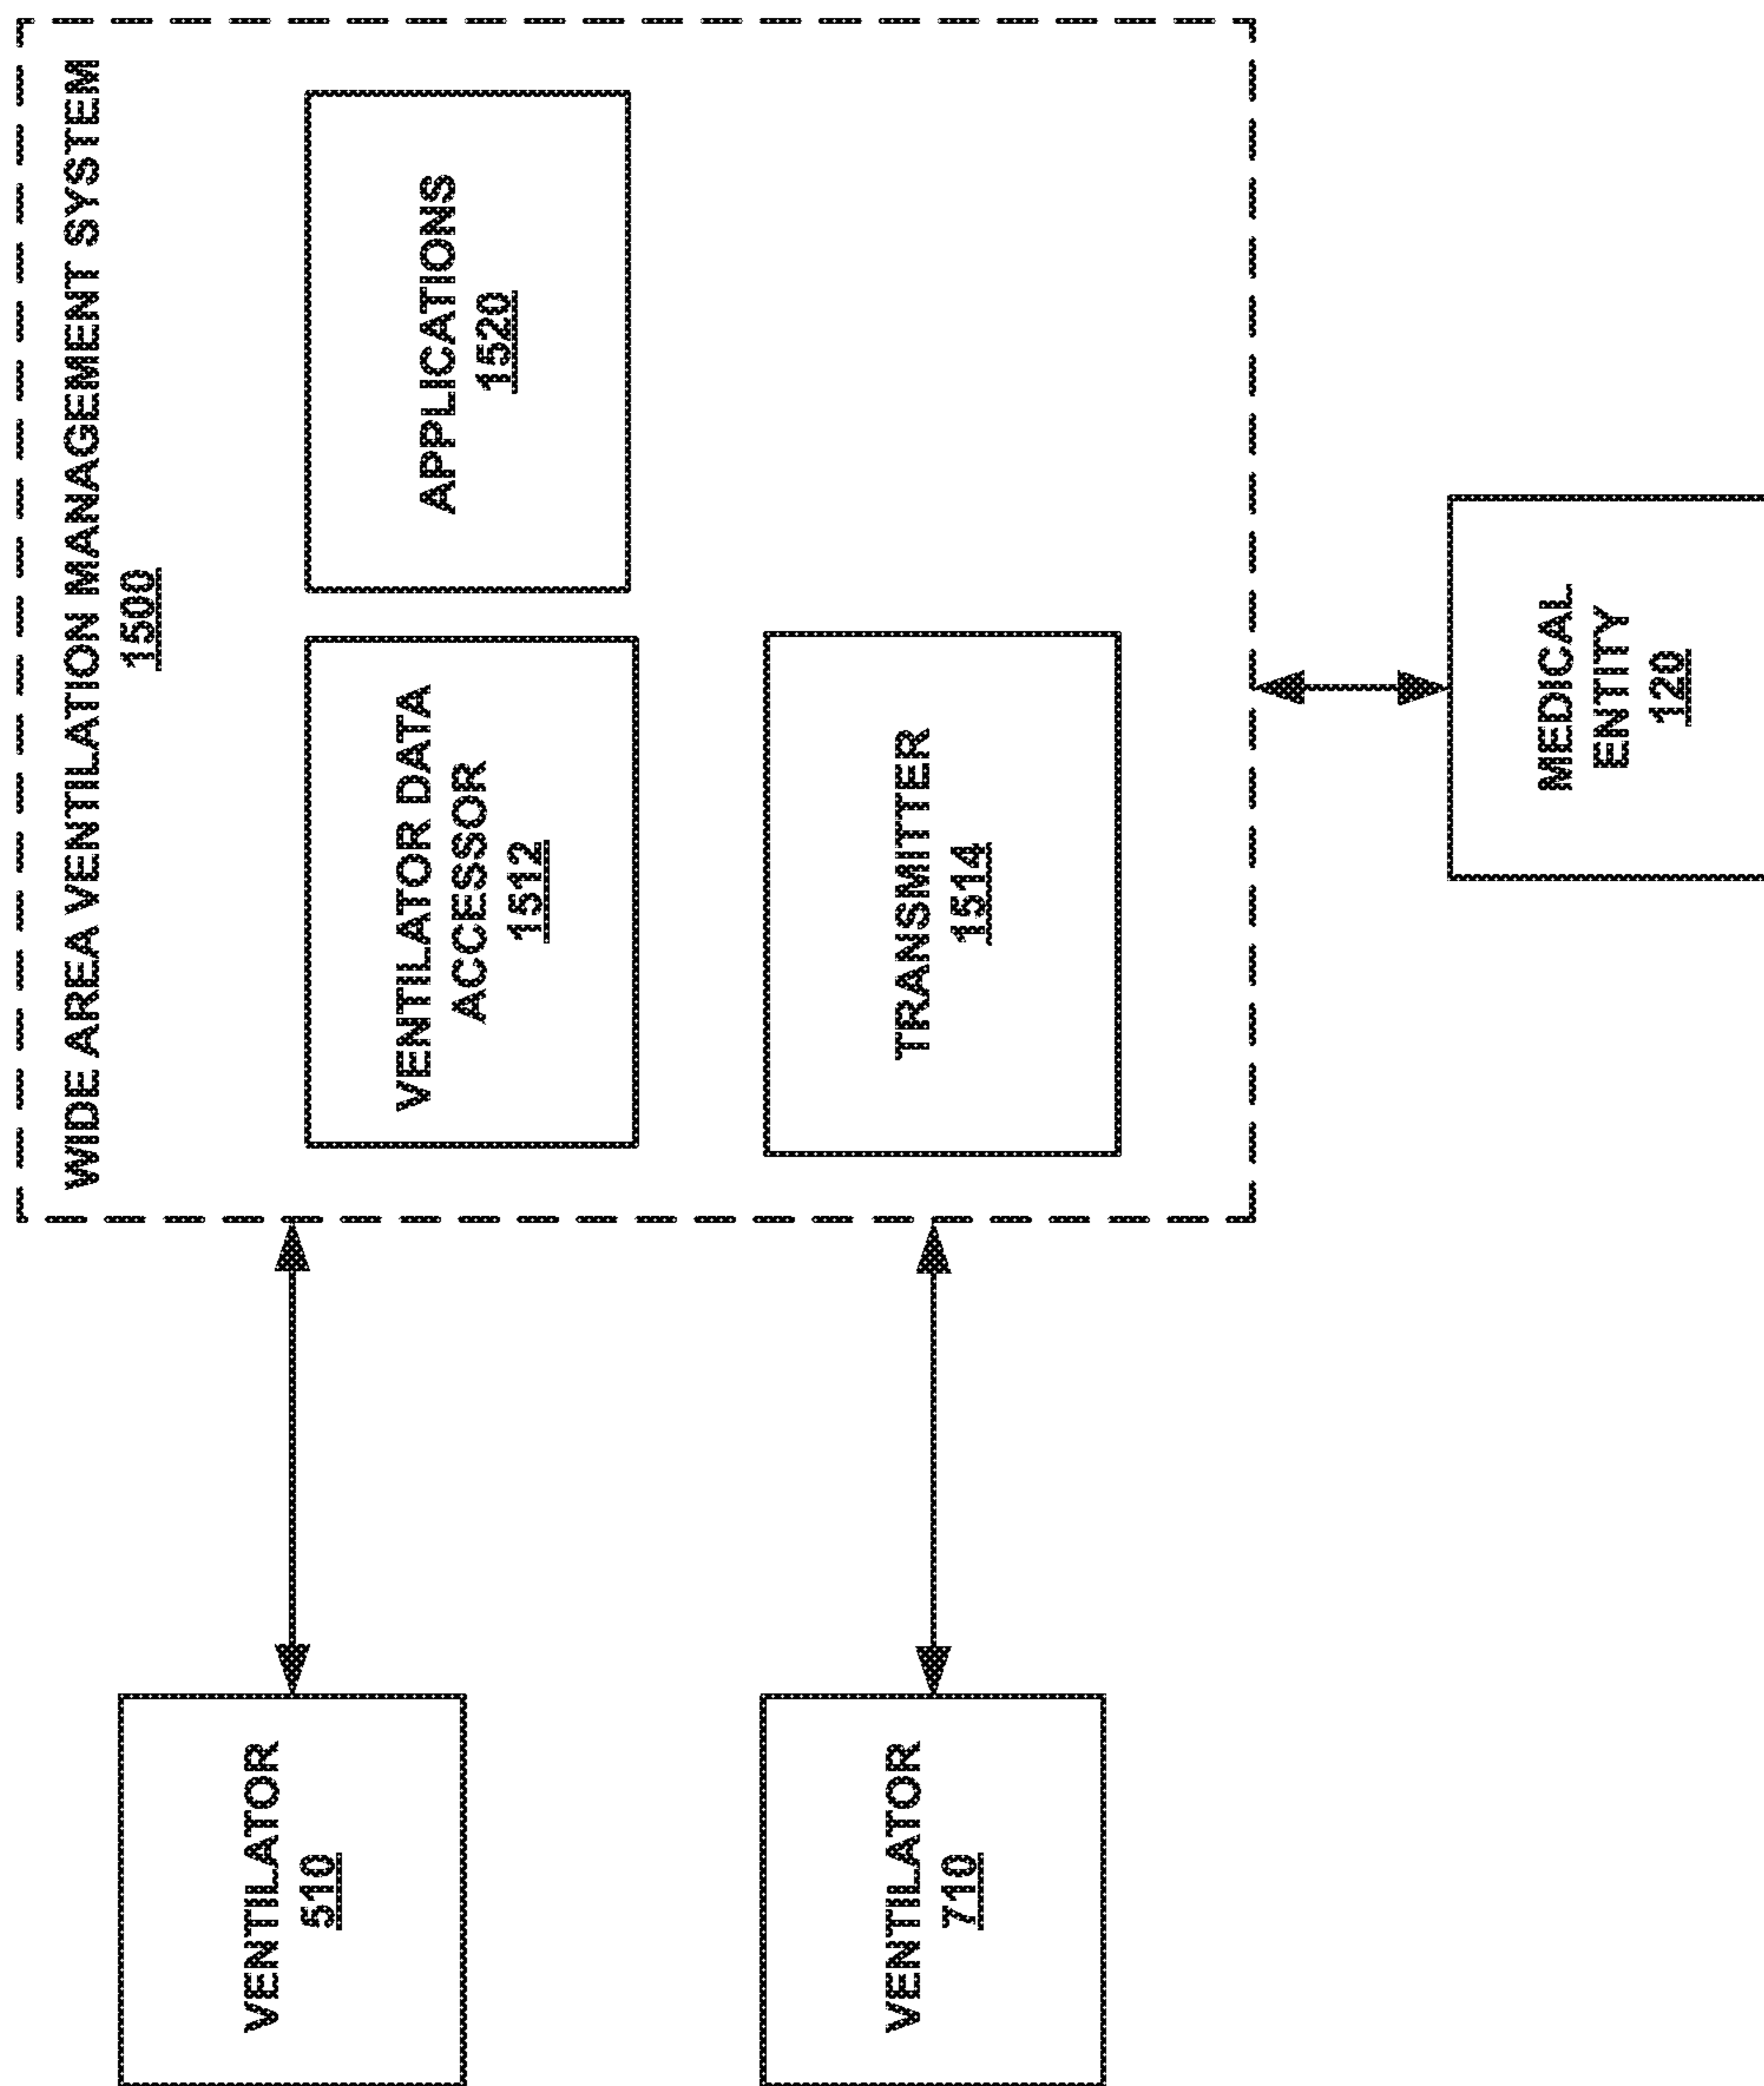 WIDE AREA VENTILATION MANAGEMENT SYSTEM
1500
VENTILATOR
510
VENTILATOR DATA
ACCESSOR
1512
APPLICATIONS
1520
VENTILATOR
710
TRANSMITTER
1514
MEDICAL
ENTITY
120